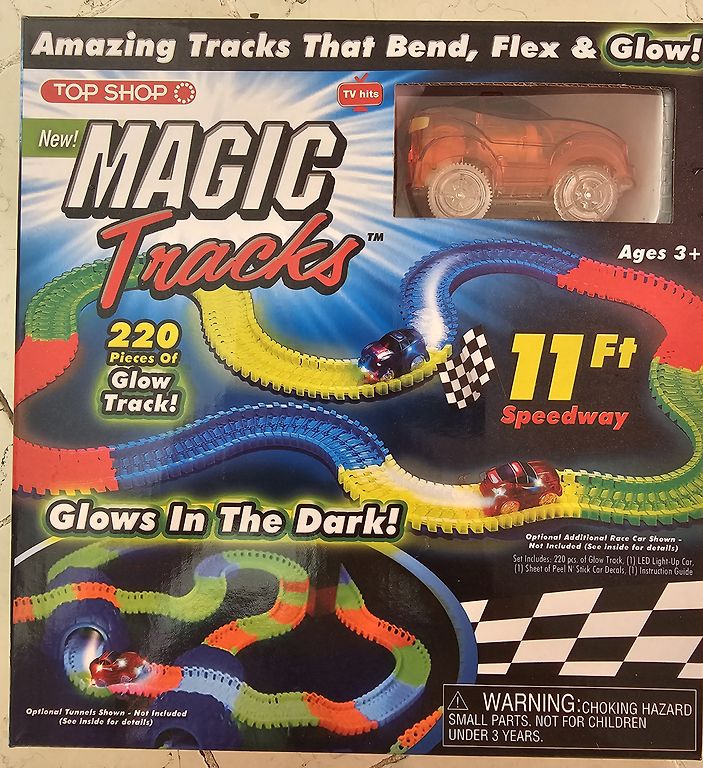 Amazing Tracks That Bend, Flex & Glow!
TOP SHOP
TV hits
New!
MAGIC
Tracks™
Ages 3+
220
Pieces Of
Glow
Track!
11 Ft
Speedway
Glows In The Dark!
Optional Additional Race Car Shown -
Not Included (See inside for details)
Set Includes: 220 pcs. of Glow Track, (1) LED Light-Up Car,
(1) Sheet of Peel N' Stick Car Decals, (1) Instruction Guide
Optional Tunnels Shown - Not Included
(See inside for details)
WARNING: CHOKING HAZARD
SMALL PARTS. NOT FOR CHILDREN
UNDER 3 YEARS.